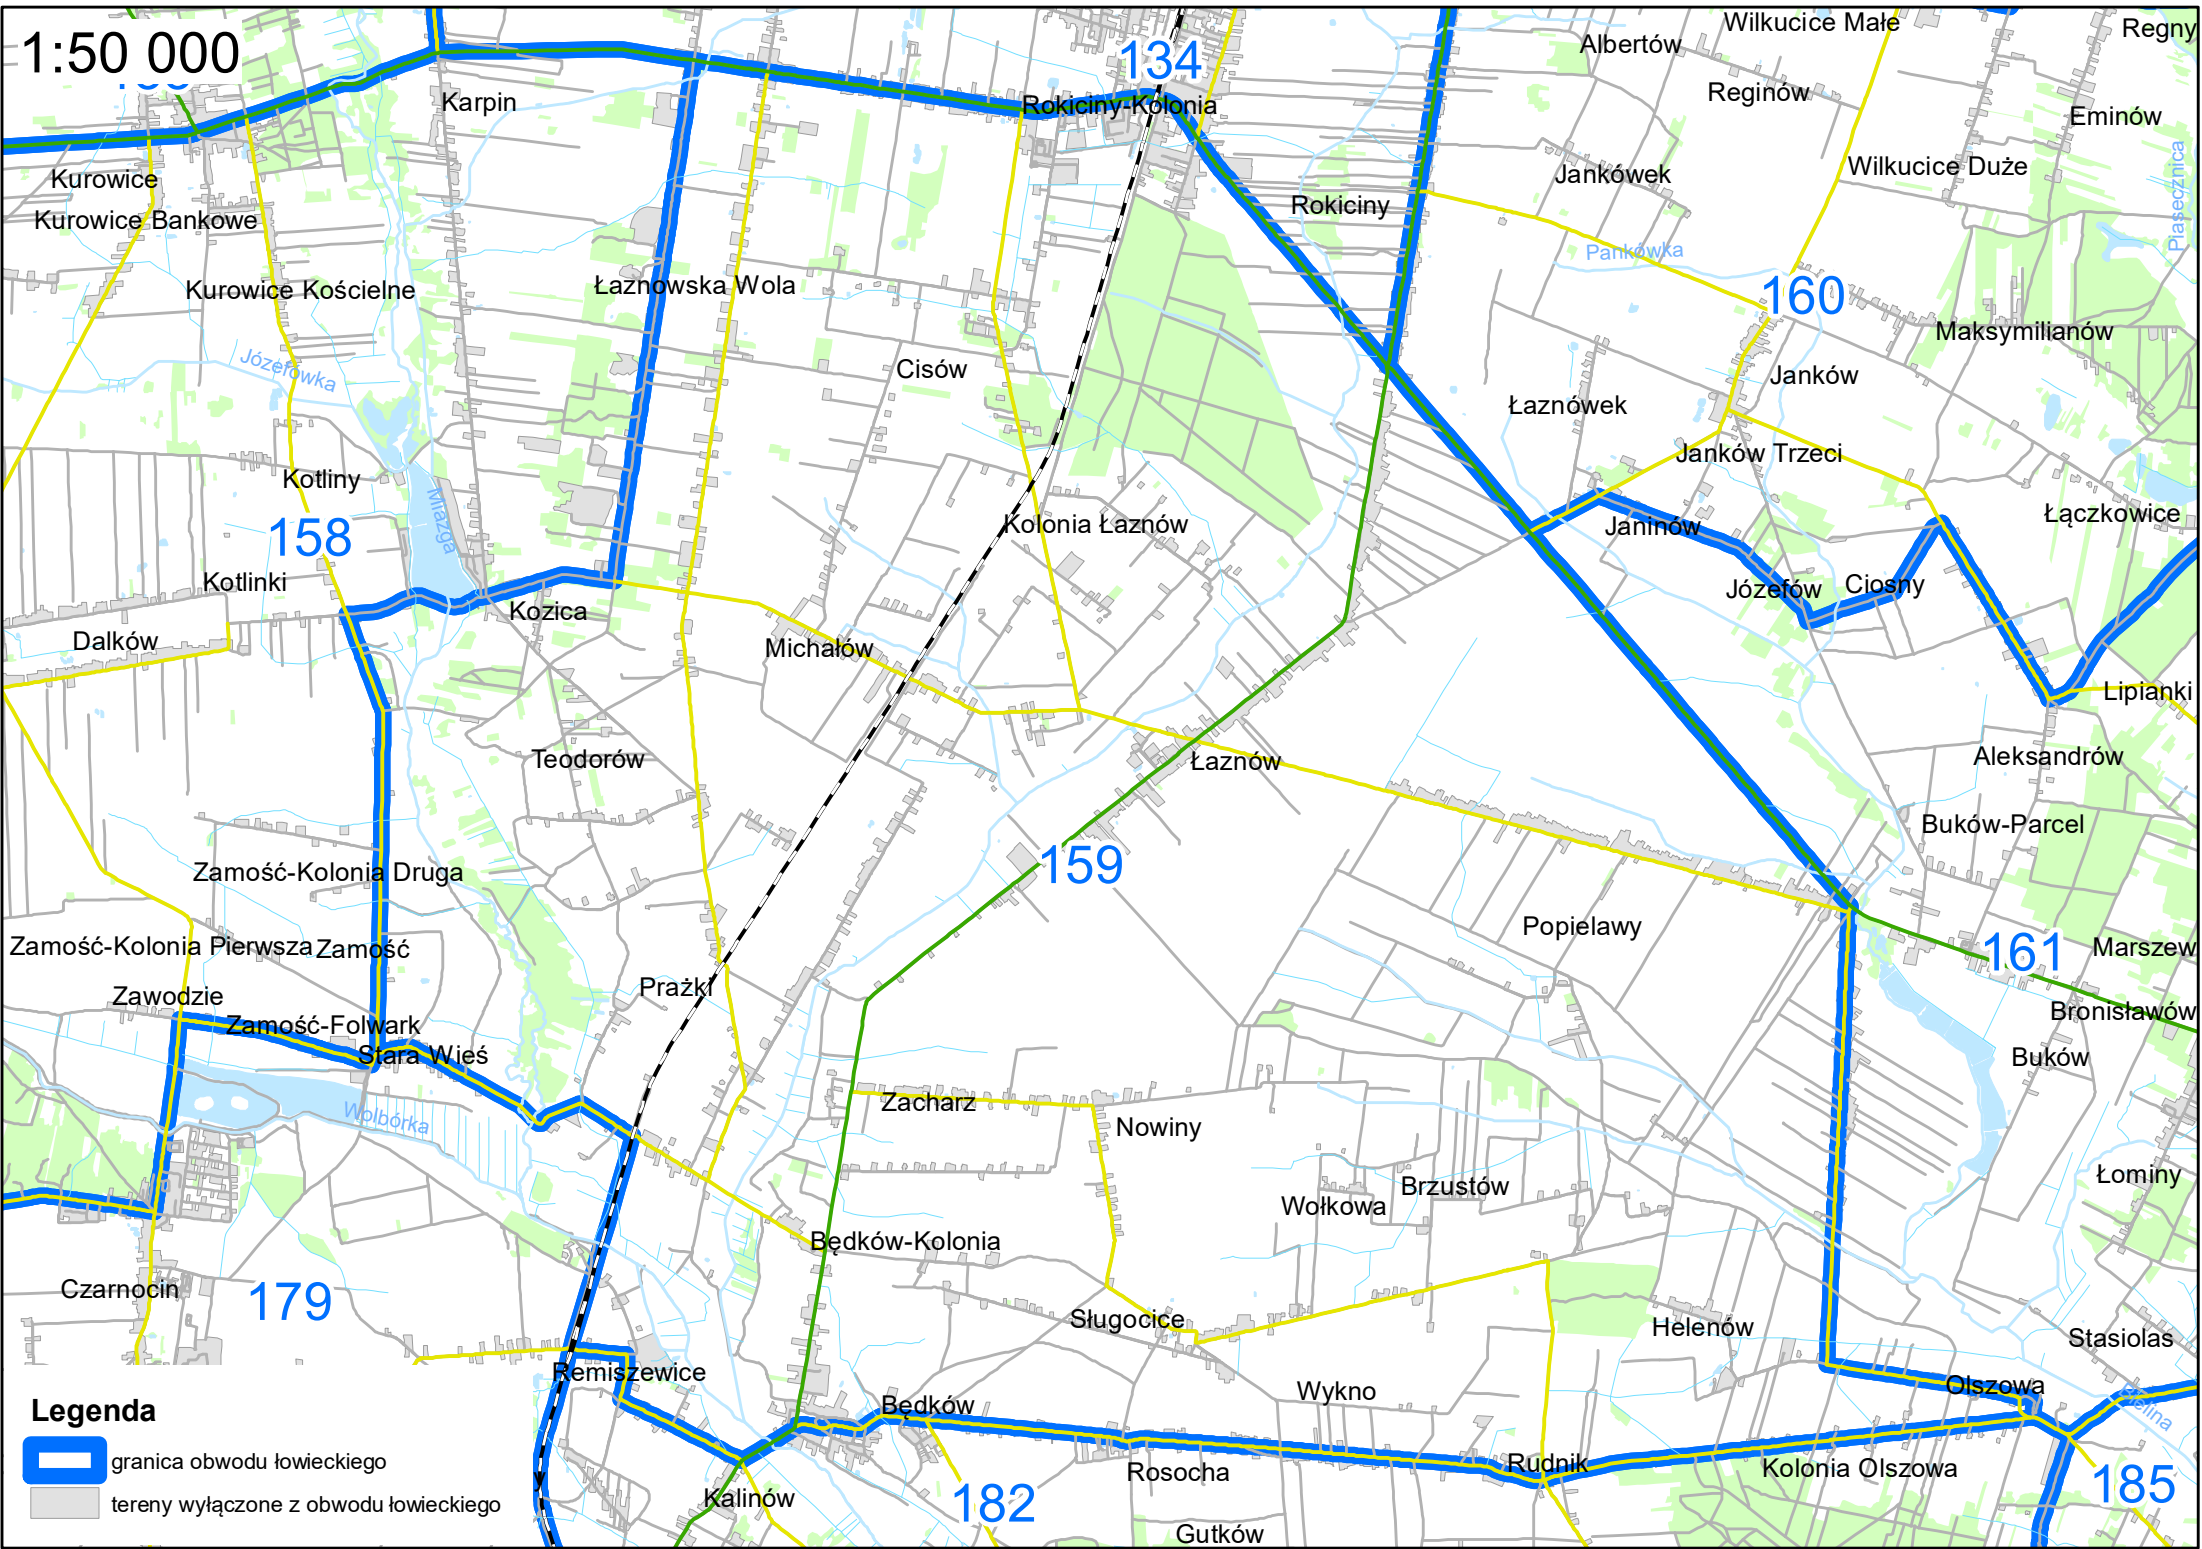 1:50 000
Wilkucice Małe
Regny
Albertów
134
Karpin
Rokiciny-Kolonia
Reginów
Eminów
Kurowice
Wilkucice Duże
Jankówek
Piasecznica
Kurowice Bankowe
Rokiciny
Pankówka
Kurowice Kościelne
Łaznowska Wola
160
Maksymilianów
Józefówka
Cisów
Janków
Łaznówek
Janków Trzeci
Kotliny
Miazga
Kolonia Łaznów
Łączkowice
Janinów
158
Kotlinki
Józefów
Ciosny
Kozica
Dalków
Michałów
Lipianki
Teodorów
Łaznów
Aleksandrów
Buków-Parcel
159
Zamość-Kolonia Druga
Popielawy
Zamość-Kolonia Pierwsza
Zamość
161
Marszew
Prażki
Zawodzie
Bronisławów
Zamość-Folwark
Stara Wieś
Buków
Wolbórka
Zacharz
Nowiny
Łominy
Brzustów
Wołkowa
Będków-Kolonia
Czarnocin
179
Sługocice
Helenów
Stasiolas
Remiszewice
Olszowa
Wykno
Będków
Bielina
Legenda
granica obwodu łowieckiego
Rudnik
Kolonia Olszowa
Rosocha
185
Kalinów
182
tereny wyłączone z obwodu łowieckiego
Gutków